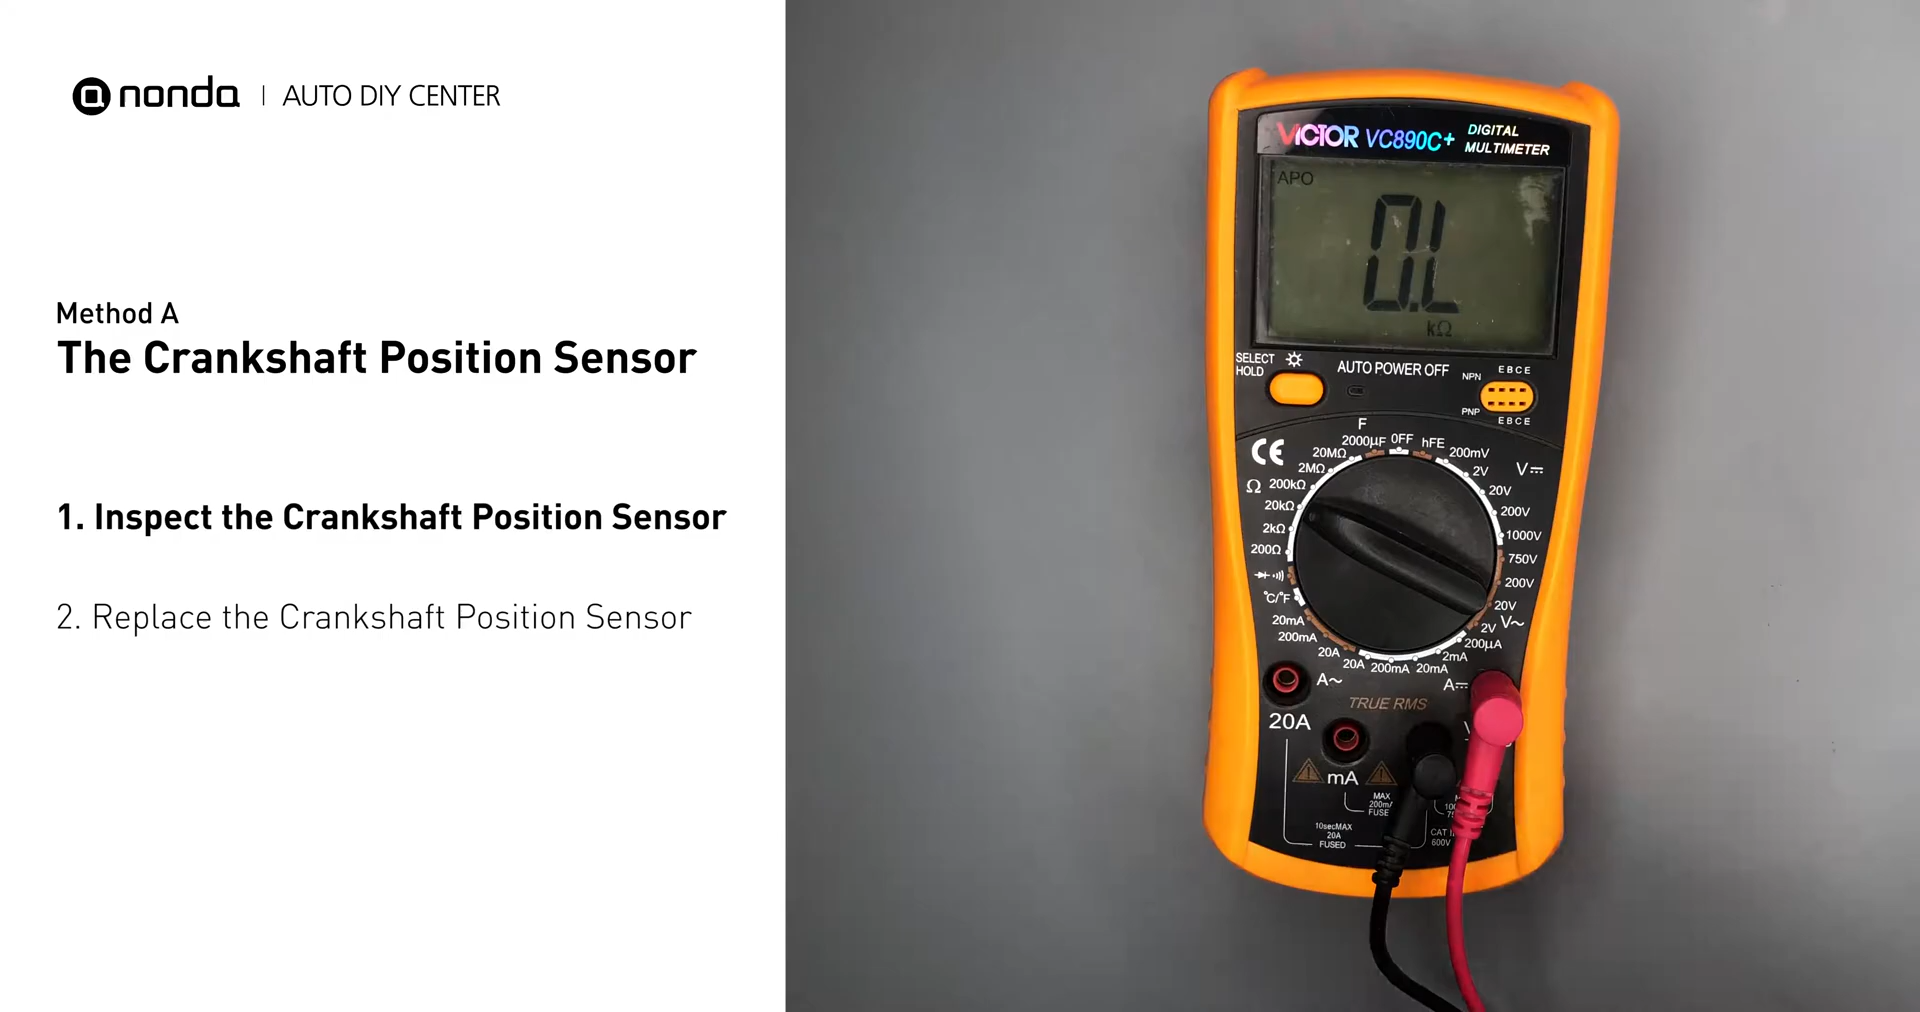 nonda | AUTO DIY CENTER
Method A
The Crankshaft Position Sensor
1. Inspect the Crankshaft Position Sensor
2. Replace the Crankshaft Position Sensor
VICTOR VC890C+ DIGITAL
MULTIMETER
APO
0.L
kΩ
SELECT
HOLD
AUTO POWER OFF
E B C E
NPN
PNP
E B C E
CE
F
2000µF
OFF
hFE
200mV
2V
V
20V
200V
1000V
750V
200V
20V
2V
V~
200µA
2mA
20mA
200mA
20A
A
20A
200mA
20mA
°C/°F
200Ω
2kΩ
20kΩ
Ω
200kΩ
2MΩ
20MΩ
A~
TRUE RMS
20A
mA
MAX
200mA
FUSE
10secMAX
20A
FUSED
CAT
600V